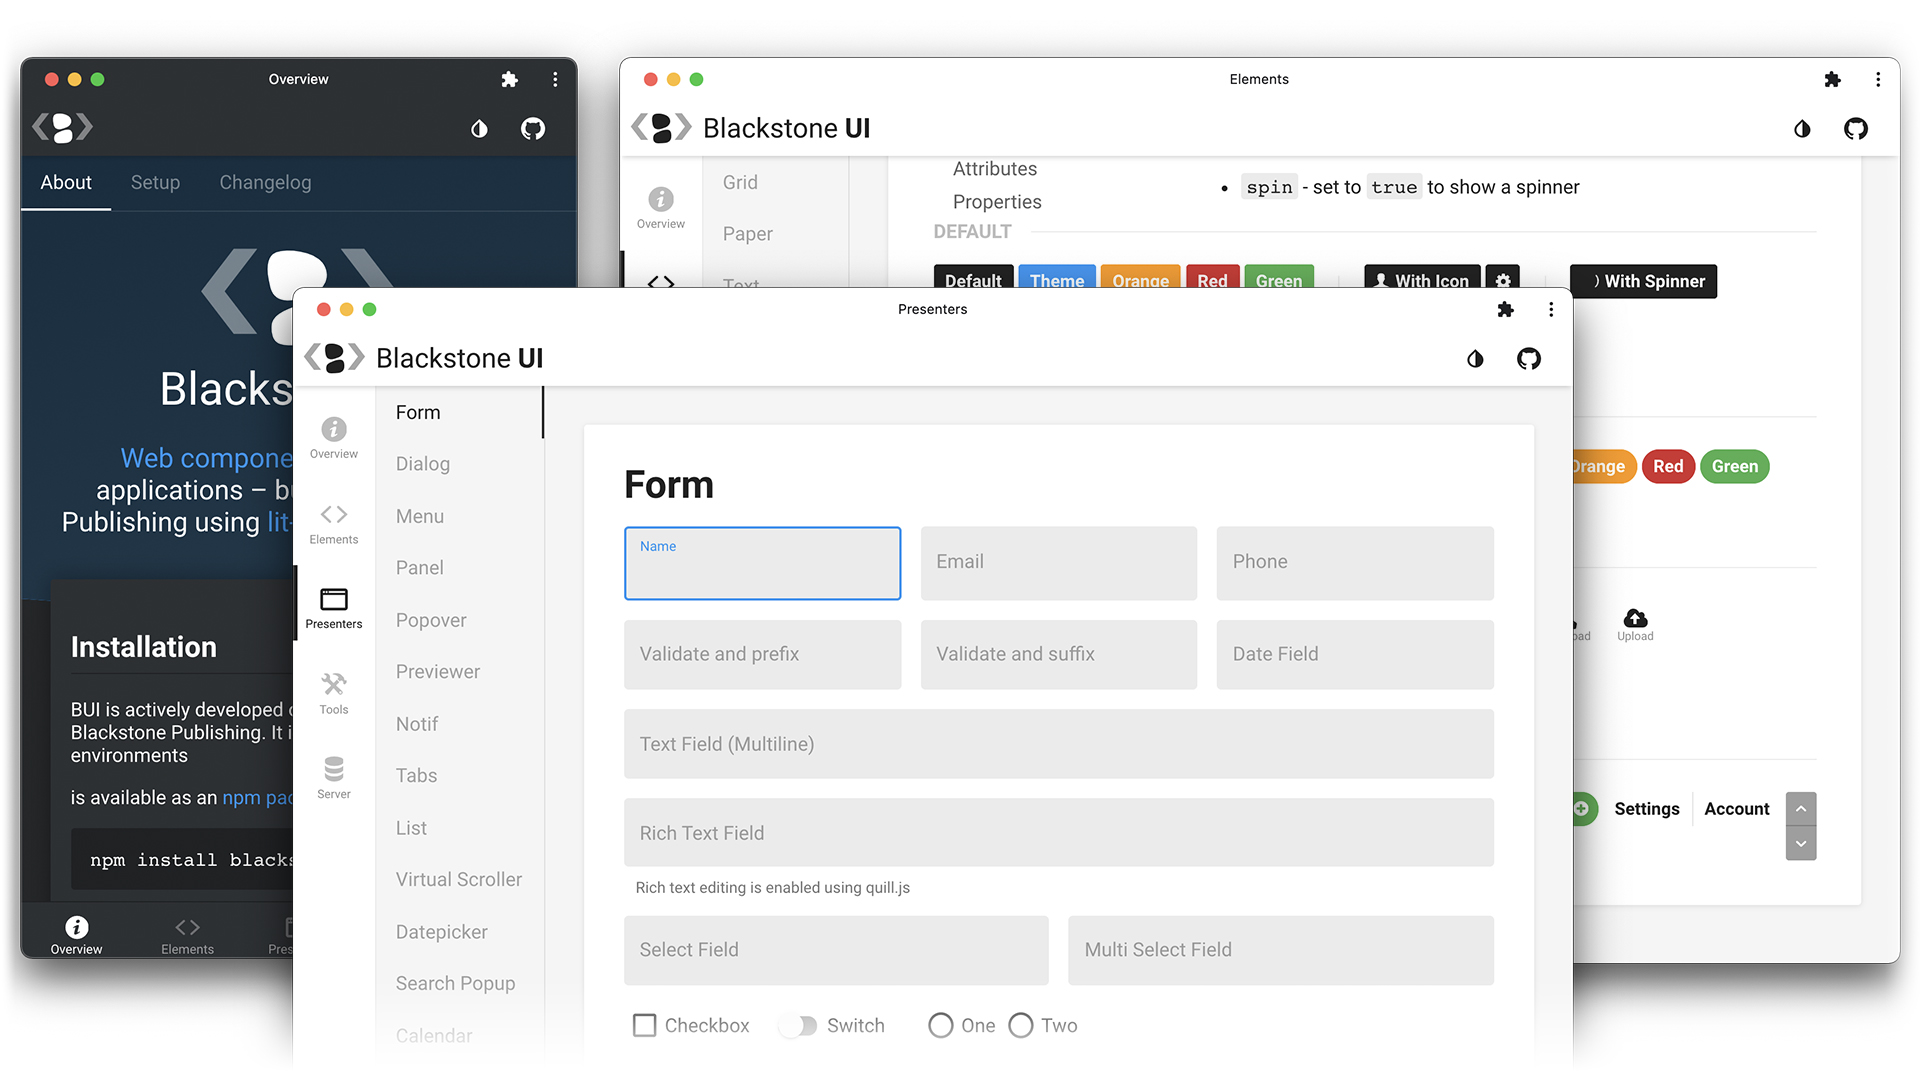 Overview
About Setup Changelog
Blacks
Web compone
applications – bu
Publishing using lit-
Installation
BUI is actively developed
Blackstone Publishing. It i
environments
is available as an npm pac
npm install blacks
Overview
Elements
Pres
Elements
Blackstone UI
Overview
Grid
Paper
Text
Attributes
Properties
• spin - set to true to show a spinner
DEFAULT
Default Theme Orange Red Green With Icon With Spinner
Orange Red Green
oad Upload
Settings Account
Presenters
Blackstone UI
Overview
Elements
Presenters
Tools
Server
Form
Dialog
Menu
Panel
Popover
Previewer
Notif
Tabs
List
Virtual Scroller
Datepicker
Search Popup
Calendar
Form
Name Email Phone
Validate and prefix Validate and suffix Date Field
Text Field (Multiline)
Rich Text Field
Rich text editing is enabled using quill.js
Select Field Multi Select Field
Checkbox Switch One Two